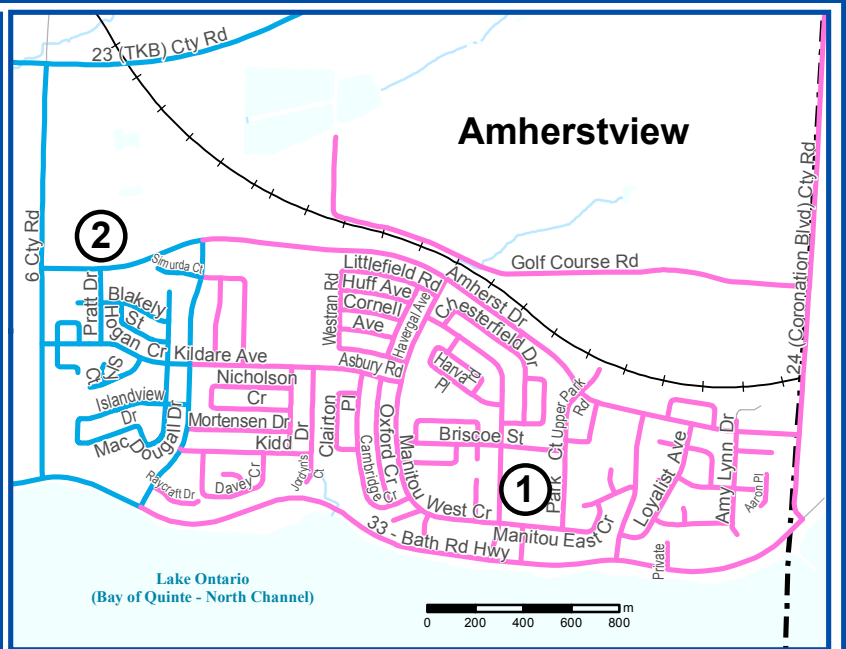 23 (TKB) Cty Rd
Amherstview
24 (Coronation Blvd) Cty Rd
6 Cty Rd
2
Simurda Ct
Golf Course Rd
Littlefield Rd
Amherst Dr
Huff Ave
Cornell
Ave
Westran Rd
Havergal Ave
Chesterfield Dr
Pratt Dr
Blakely
St
Hogan Cr
Sly
Ct
Kildare Ave
Asbury Rd
Harvard
Pl
Nicholson
Cr
Upper Park
Rd
Islandview
Dr
Mac Dougall Dr
Mortensen Dr
Kidd Dr
Clairton
Pl
Oxford Cr
Cambridge
Cr
Manitou West Cr
Briscoe St
Park Ct
Loyalist Ave
Amy Lynn Dr
Aaron Pl
Raycraft Dr
Davey Cr
Jordyn's
Ct
1
Manitou East Cr
33 - Bath Rd Hwy
Private
Lake Ontario
(Bay of Quinte - North Channel)
m
0 200 400 600 800